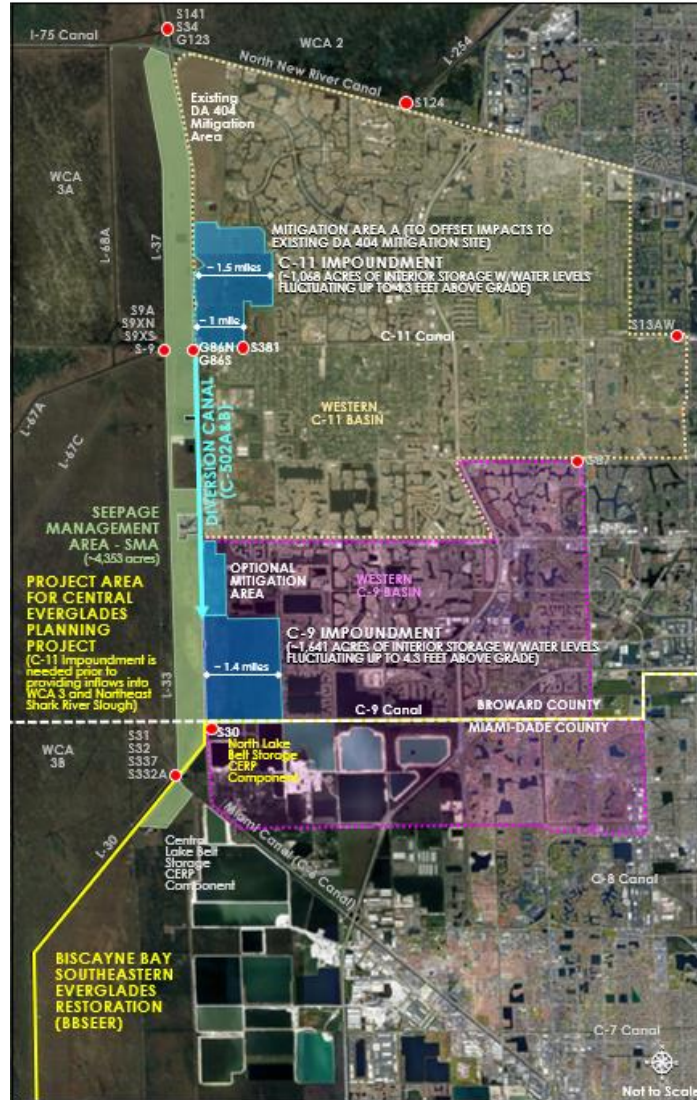 S141
S34
G123
I-75 Canal
WCA 2
North New River Canal
L-254
S124
Existing
DA 404
Mitigation
Area
WCA
3A
L-68A
L-37
MITIGATION AREA A (TO OFFSET IMPACTS TO
EXISTING DA 404 MITIGATION SITE)
C-11 IMPOUNDMENT
(~1,068 ACRES OF INTERIOR STORAGE W/WATER LEVELS
FLUCTUATING UP TO 4.3 FEET ABOVE GRADE)
~ 1.5 miles
~ 1 mile
S9A
S9XN
S9XS
S-9
G86N
G86S
S381
C-11 Canal
S13AW
L-67A
L-67C
DIVERSION CANAL
(C-502A&B)
WESTERN
C-11 BASIN
SEEPAGE
MANAGEMENT
AREA - SMA
(~4,353 acres)
OPTIONAL
MITIGATION
AREA
WESTERN
C-9 BASIN
PROJECT AREA
FOR CENTRAL
EVERGLADES
PLANNING
PROJECT
(C-11 Impoundment is
needed prior to
providing inflows into
WCA 3 and Northeast
Shark River Slough)
C-9 IMPOUNDMENT
(~1,641 ACRES OF INTERIOR STORAGE W/WATER LEVELS
FLUCTUATING UP TO 4.3 FEET ABOVE GRADE)
~ 1.4 miles
L-33
C-9 Canal
BROWARD COUNTY
MIAMI-DADE COUNTY
WCA
3B
S31
S32
S337
S332A
S30
North Lake
Belt Storage
CERP
Component
L-30
Miami Canal (C-6 Canal)
Central
Lake Belt
Storage
CERP
Component
C-8 Canal
BISCAYNE BAY
SOUTHEASTERN
EVERGLADES
RESTORATION
(BBSEER)
C-7 Canal
Not to Scale